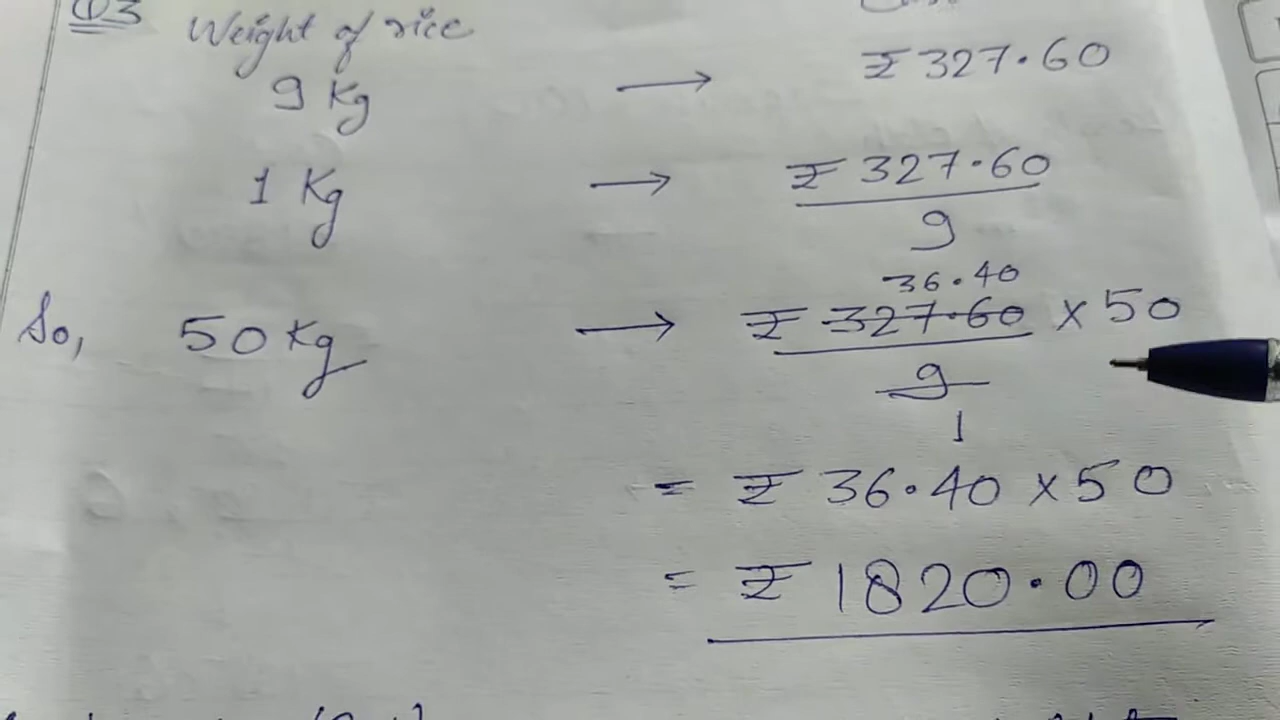 Q3 Weight of rice
9 Kg → ₹ 327.60
1 Kg → ₹ 327.60
9
36.40
So, 50 Kg → ₹ 327.60 x 50
9
1
= ₹ 36.40 x 50
= ₹ 1820.00